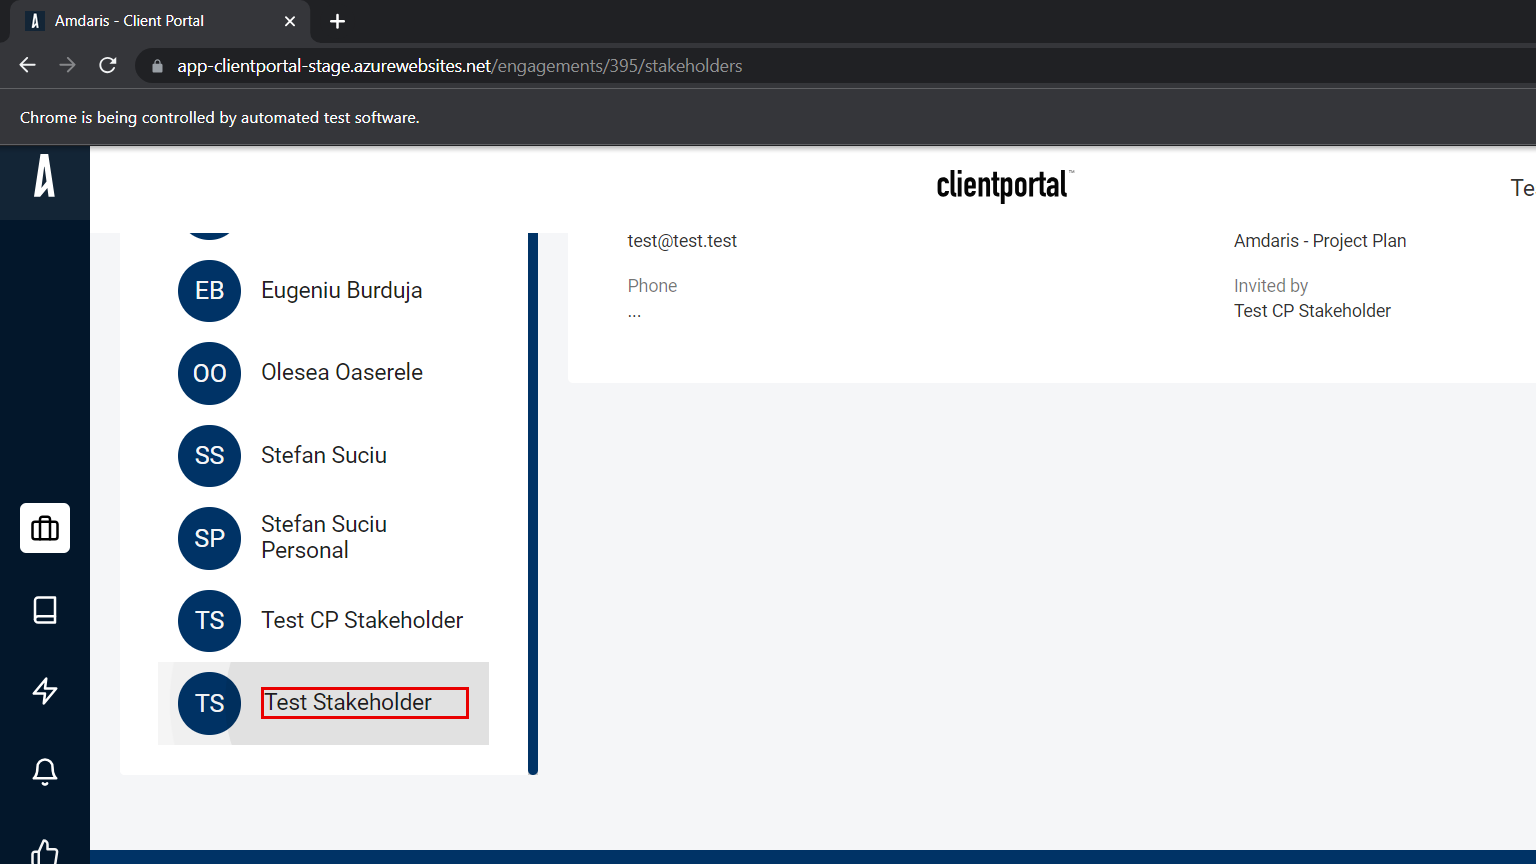 Amdaris - Client Portal
app-clientportal-stage.azurewebsites.net/engagements/395/stakeholders
Chrome is being controlled by automated test software.
clientportal™
Te
test@test.test
Amdaris - Project Plan
EB Eugeniu Burduja
Phone
Invited by
...
Test CP Stakeholder
OO Olesea Oaserele
SS Stefan Suciu
SP Stefan Suciu
Personal
TS Test CP Stakeholder
TS Test Stakeholder